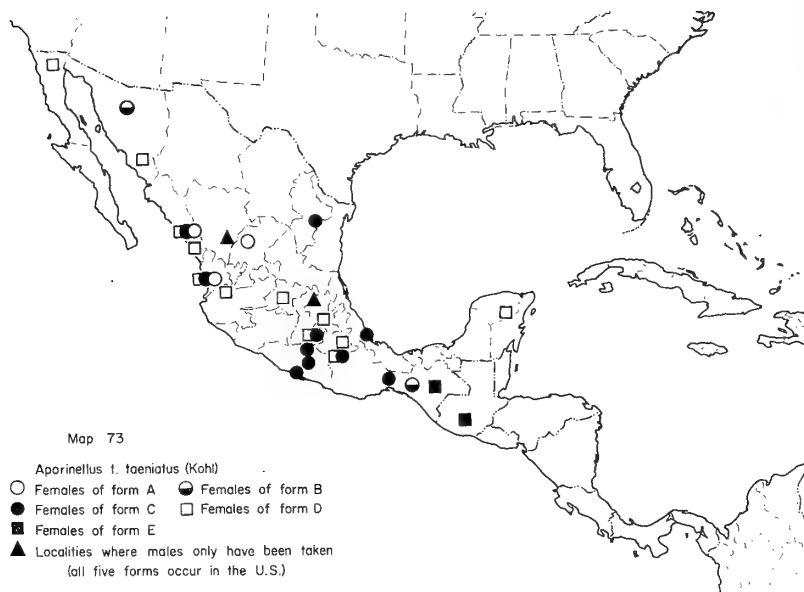 Map 73
Aporinellus t. taeniatus (Kohl)
Females of form A Females of form B
Females of form C Females of form D
Females of form E
Localities where males only have been taken
(all five forms occur in the U.S.)